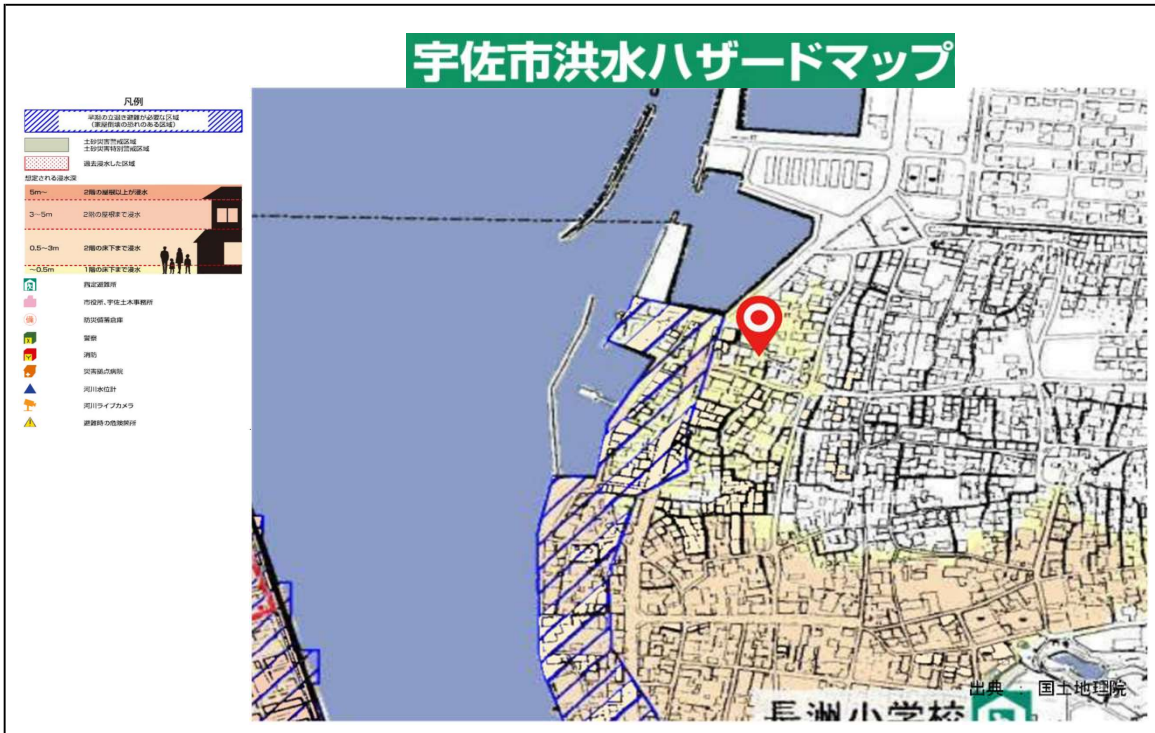 宇佐市洪水ハザードマップ
凡例
早期の立退き避難が必要な区域
(家屋倒壊の恐れのある区域)
土砂災害警戒区域
土砂災害特別警戒区域
過去浸水した区域
想定される浸水深
5m～ 2階の屋根以上が浸水
3～5m 2階の屋根まで浸水
0.5～3m 2階の床下まで浸水
～0.5m 1階の床下まで浸水
指定避難所
市役所、宇佐土木事務所
防災備蓄倉庫
警察
消防
災害拠点病院
河川水位計
河川ライブカメラ
避難時の危険箇所
出典 : 国土地理院
長洲小学校